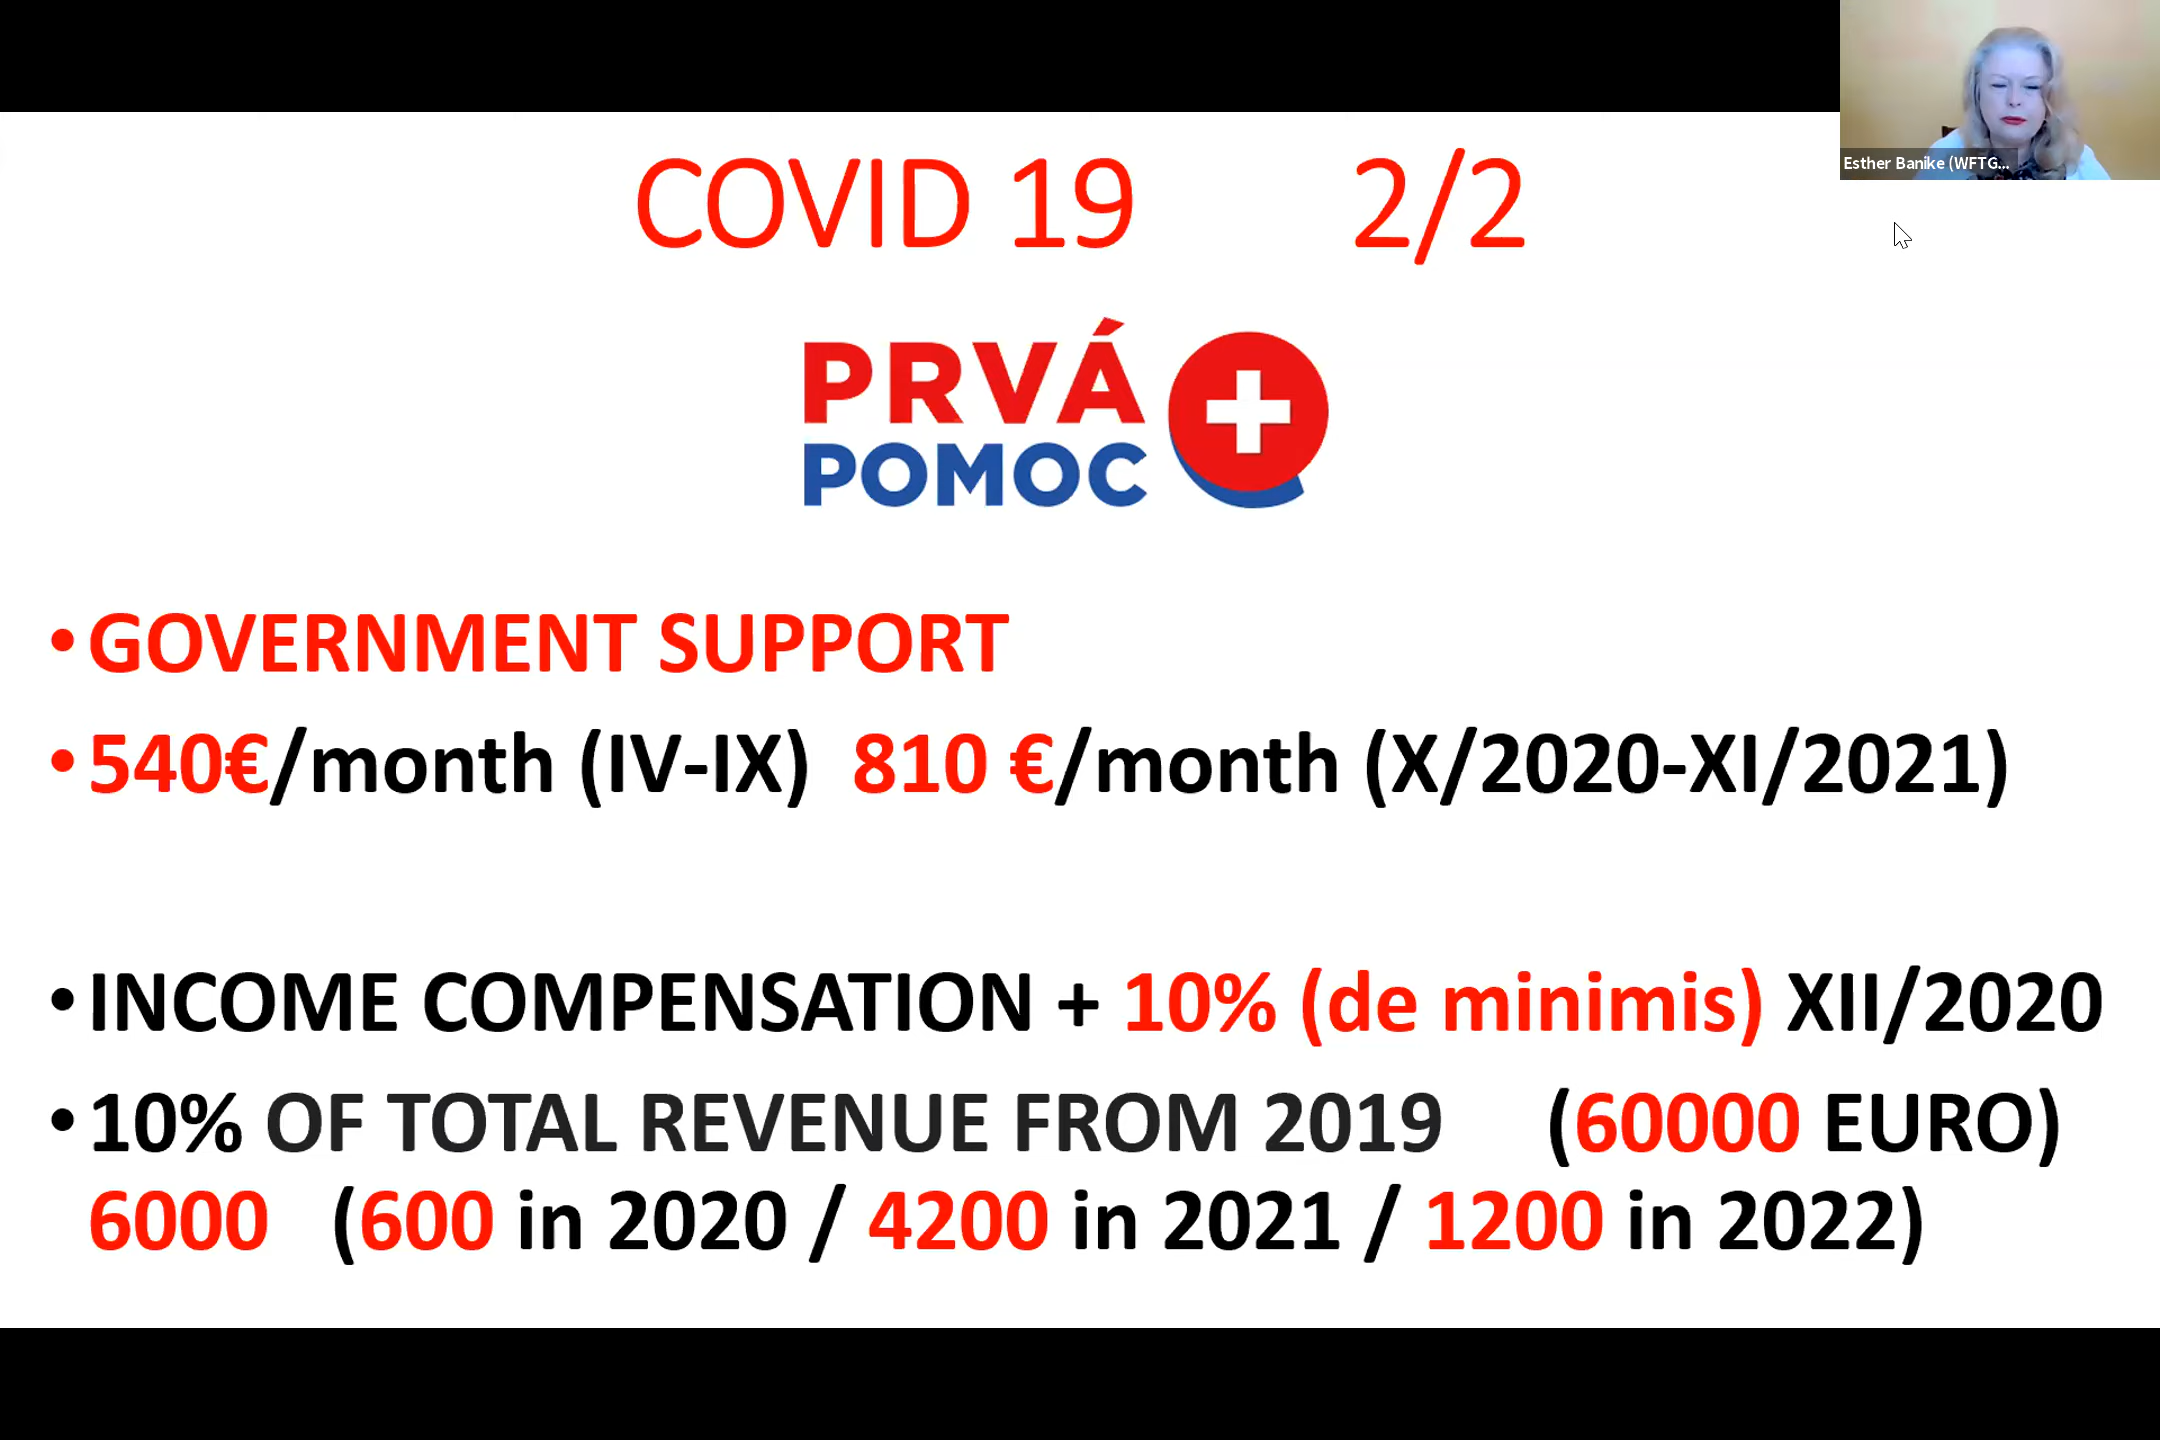 Esther Banike (WFTG...
COVID 19 2/2
PRVÁ
POMOC
•GOVERNMENT SUPPORT
•540€/month (IV-IX) 810 €/month (X/2020-XI/2021)
•INCOME COMPENSATION + 10% (de minimis) XII/2020
•10% OF TOTAL REVENUE FROM 2019 (60000 EURO)
6000 (600 in 2020 / 4200 in 2021 / 1200 in 2022)